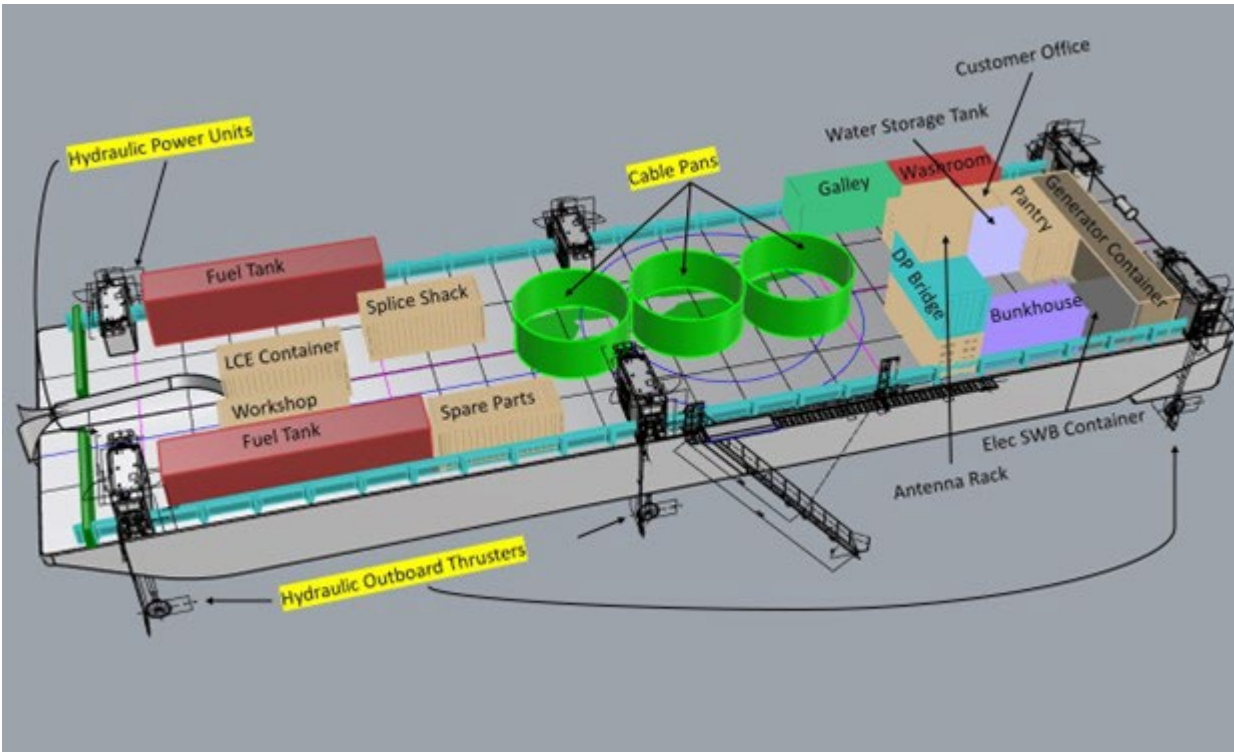 Customer Office
Water Storage Tank
Hydraulic Power Units
Cable Pans
Galley
Washroom
Pantry
Generator Container
Fuel Tank
Splice Shack
DP Bridge
Bunkhouse
LCE Container
Workshop
Spare Parts
Fuel Tank
Elec SWB Container
Antenna Rack
Hydraulic Outboard Thrusters